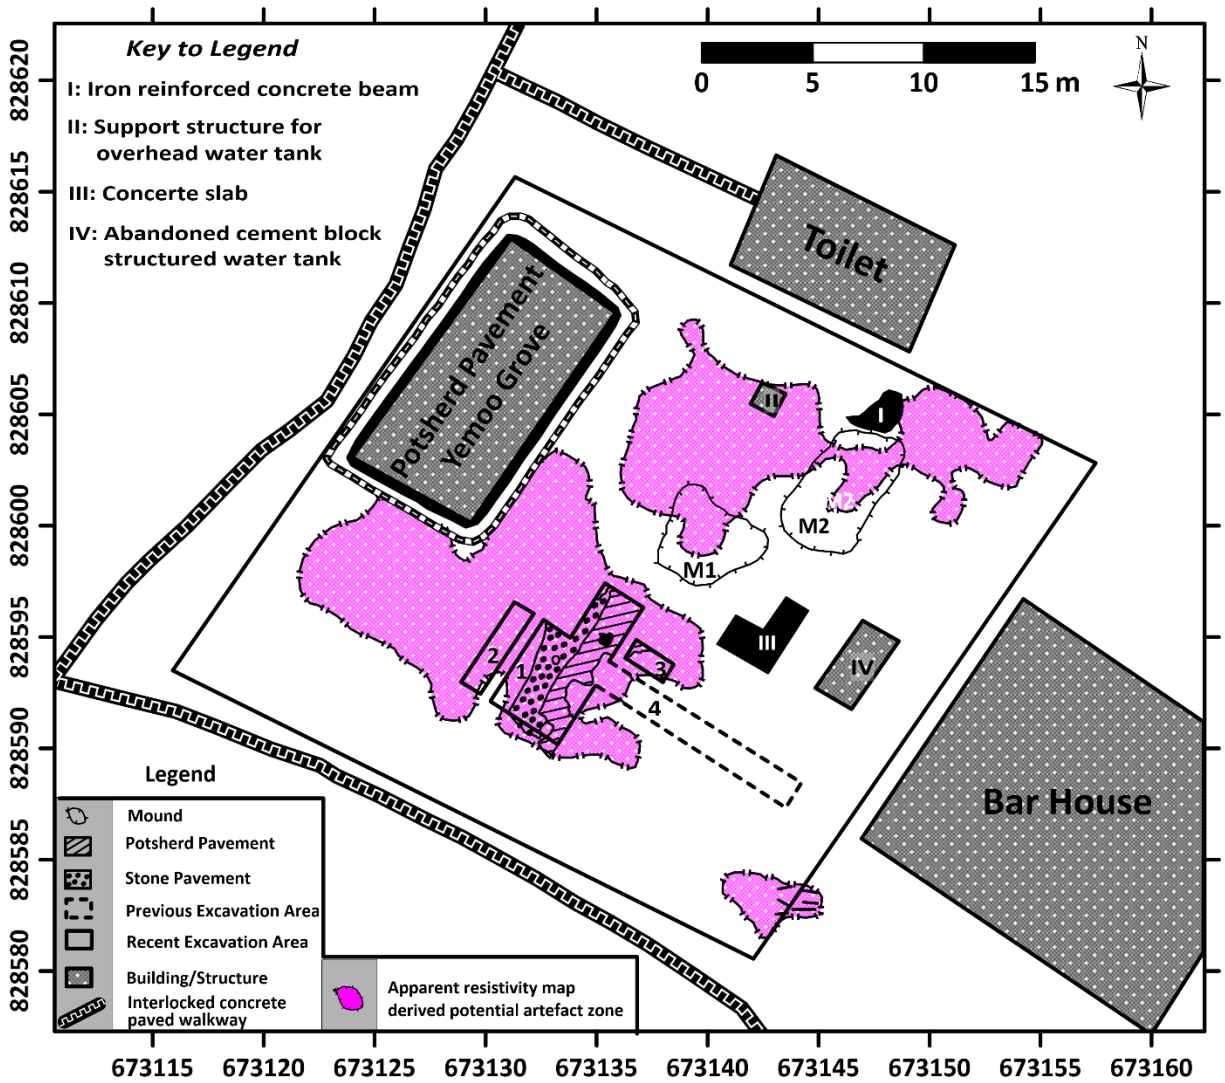 Key to Legend
I: Iron reinforced concrete beam
II: Support structure for
overhead water tank
III: Concerte slab
IV: Abandoned cement block
structured water tank
0 5 10 15 m
N
Toilet
Potsherd Pavement
Yemoo Grove
II
I
M2
M2
M1
III
IV
2
1
3
4
Bar House
Legend
Mound
Potsherd Pavement
Stone Pavement
Previous Excavation Area
Recent Excavation Area
Building/Structure
Interlocked concrete
paved walkway
Apparent resistivity map
derived potential artefact zone
828620
828615
828610
828605
828600
828595
828590
828585
828580
673115 673120 673125 673130 673135 673140 673145 673150 673155 673160